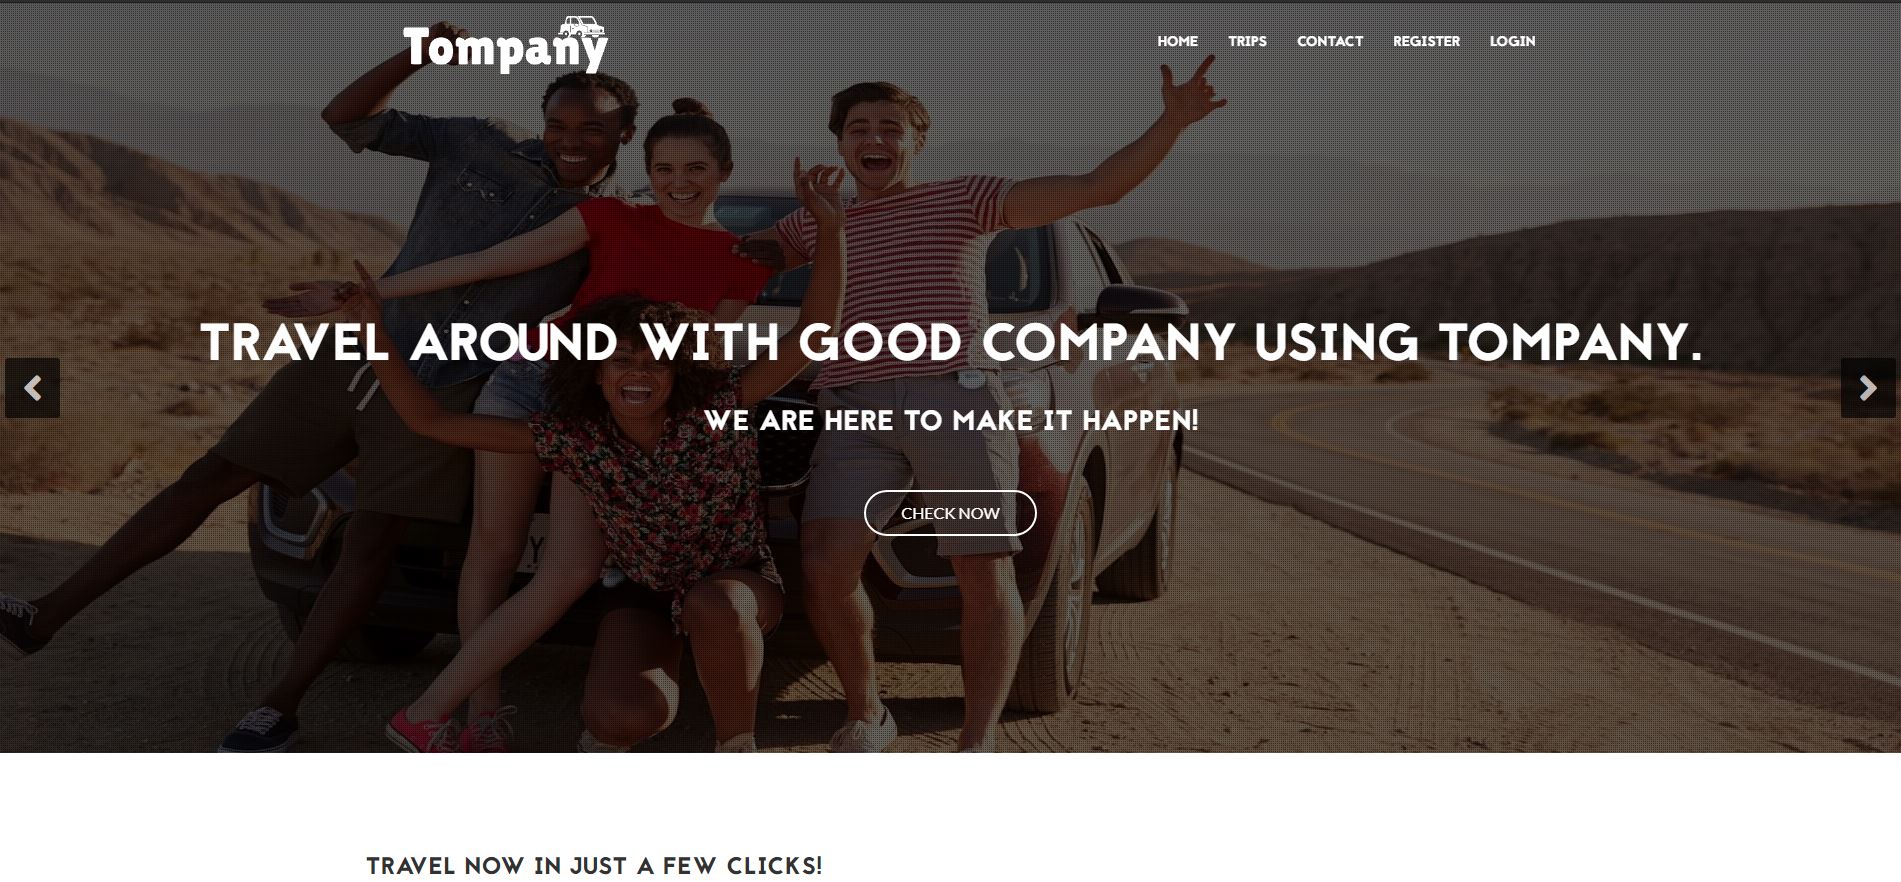 Tompany
HOME TRIPS CONTACT REGISTER LOGIN
TRAVEL AROUND WITH GOOD COMPANY USING TOMPANY.
WE ARE HERE TO MAKE IT HAPPEN!
CHECK NOW
TRAVEL NOW IN JUST A FEW CLICKS!